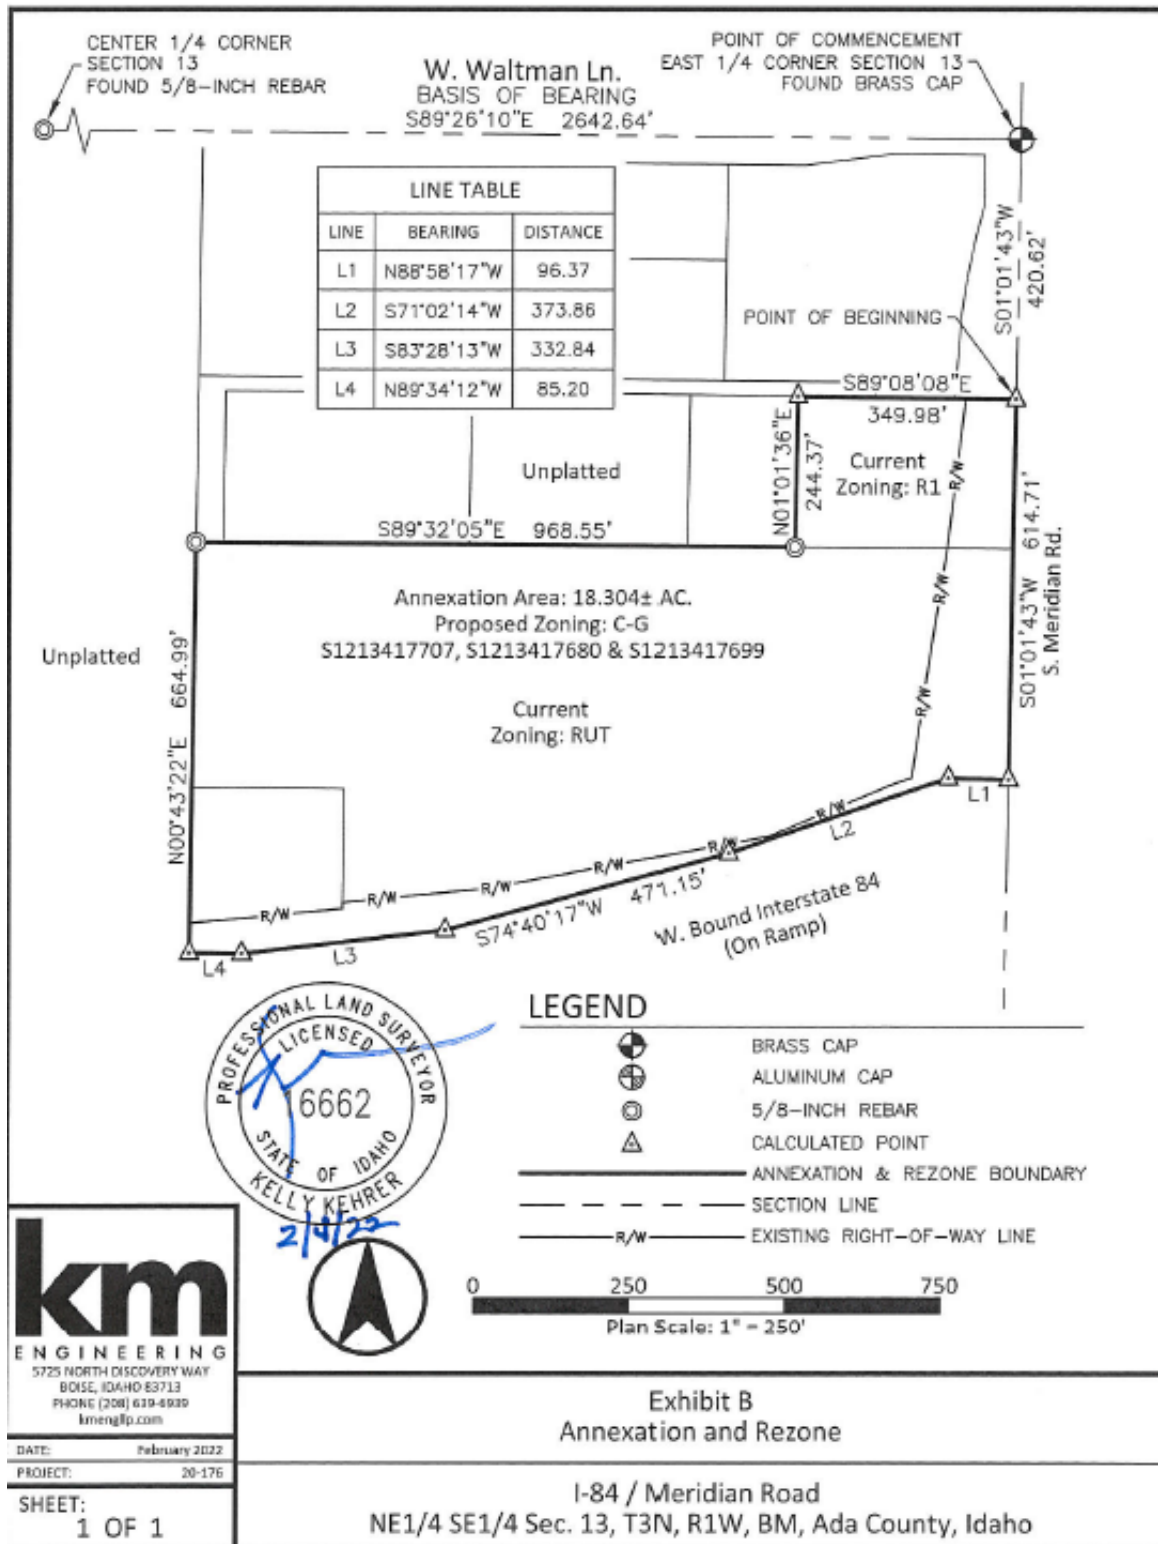 CENTER 1/4 CORNER
SECTION 13
FOUND 5/8-INCH REBAR
W. Waltman Ln.
BASIS OF BEARING
S89°26'10"E 2642.64'
POINT OF COMMENCEMENT
EAST 1/4 CORNER SECTION 13
FOUND BRASS CAP
LINE TABLE
LINE BEARING DISTANCE
L1 N88°58'17"W 96.37
L2 S71°02'14"W 373.86
L3 S83°28'13"W 332.84
L4 N89°34'12"W 85.20
S01°01'43"W
420.62'
POINT OF BEGINNING
S89°08'08"E
349.98'
N01°01'36"E
244.37'
Current
Zoning: R1
R/W
Unplatted
S89°32'05"E 968.55'
S01°01'43"W 614.71'
S. Meridian Rd.
Annexation Area: 18.304± AC.
Proposed Zoning: C-G
S1213417707, S1213417680 & S1213417699
Unplatted
N00°43'22"E 664.99'
Current
Zoning: RUT
R/W
R/W
L1
R/W
L2
R/W
R/W
R/W
R/W
R/W
S74°40'17"W 471.15'
W. Bound Interstate 84
(On Ramp)
L3
L4
PROFESSIONAL LAND SURVEYOR
LICENSED
6662
STATE OF IDAHO
KELLY KEHRER
2/4/22
LEGEND
BRASS CAP
ALUMINUM CAP
5/8-INCH REBAR
CALCULATED POINT
ANNEXATION & REZONE BOUNDARY
SECTION LINE
R/W EXISTING RIGHT-OF-WAY LINE
0 250 500 750
Plan Scale: 1" = 250'
km
ENGINEERING
5725 NORTH DISCOVERY WAY
BOISE, IDAHO 83713
PHONE (208) 639-6939
kmengllp.com
DATE: February 2022
PROJECT: 20-176
SHEET:
1 OF 1
Exhibit B
Annexation and Rezone
I-84 / Meridian Road
NE1/4 SE1/4 Sec. 13, T3N, R1W, BM, Ada County, Idaho